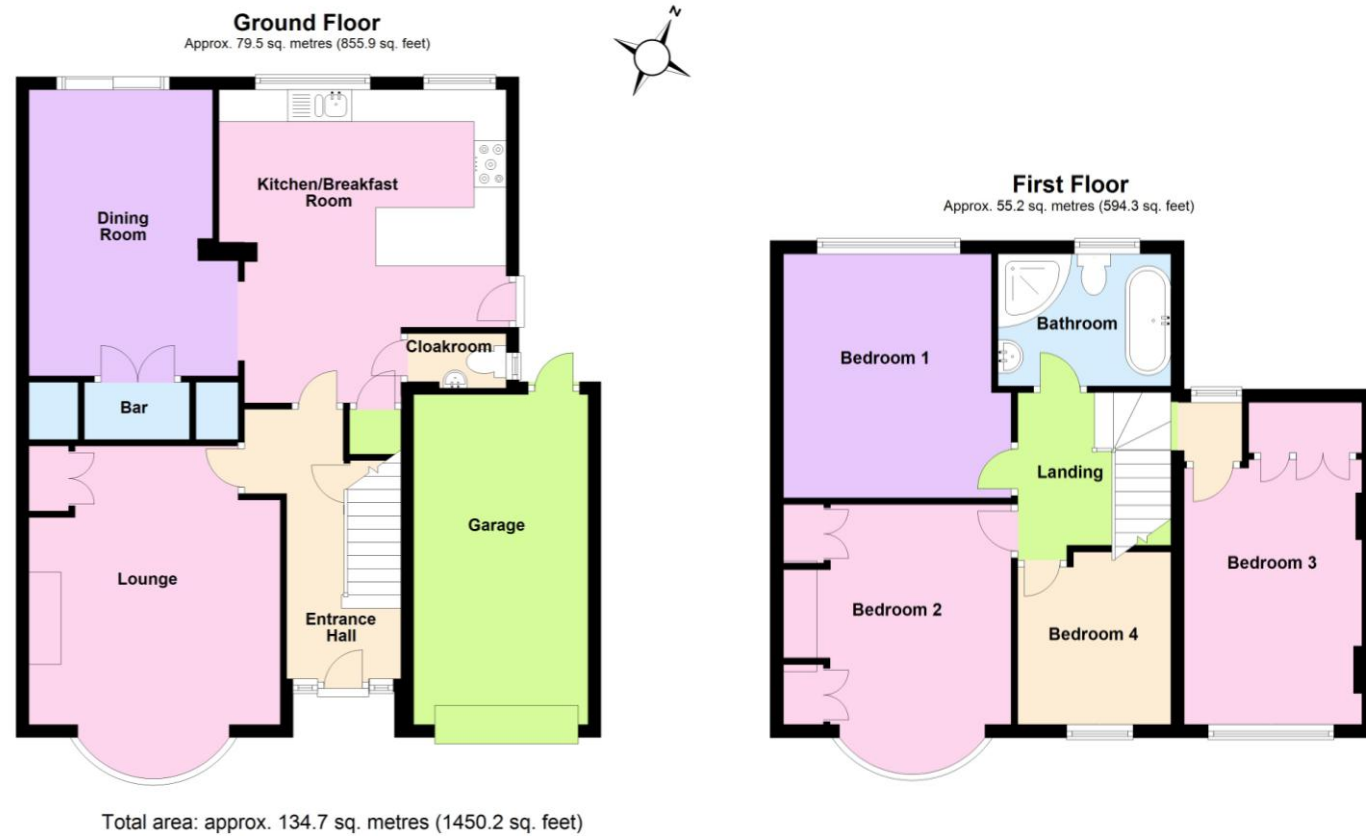 Ground Floor
Approx. 79.5 sq. metres (855.9 sq. feet)
N
Kitchen/Breakfast
Room
Dining
Room
Cloakroom
Bar
Garage
Lounge
Entrance
Hall
First Floor
Approx. 55.2 sq. metres (594.3 sq. feet)
Bathroom
Bedroom 1
Landing
Bedroom 3
Bedroom 2
Bedroom 4
Total area: approx. 134.7 sq. metres (1450.2 sq. feet)